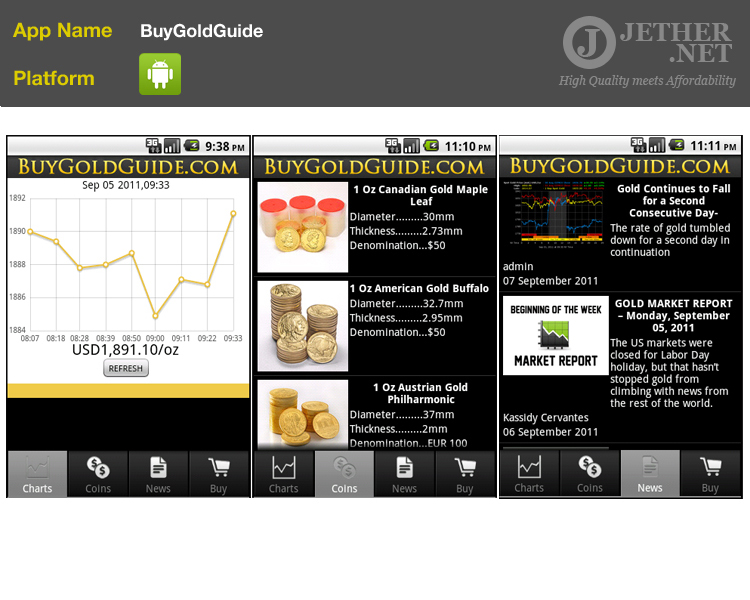 App Name
BuyGoldGuide
JETHER
.NET
Platform
High Quality meets Affordability
3G
9:38 PM
BUYGOLDGUIDE.COM
Sep 05 2011,09:33
1892
1890
1888
1886
1884
08:07 08:18 08:28 08:39 08:50 09:00 09:11 09:22 09:33
USD1,891.10/oz
REFRESH
Charts
Coins
News
Buy
3G
11:10 PM
BUYGOLDGUIDE.COM
1 Oz Canadian Gold Maple
Leaf
Diameter.........30mm
Thickness........2.73mm
Denomination...$50
1 Oz American Gold Buffalo
Diameter.........32.7mm
Thickness........2.95mm
Denomination...$50
1 Oz Austrian Gold
Philharmonic
Diameter.........37mm
Thickness........2mm
Denomination...EUR 100
Charts
Coins
News
Buy
3G
11:11 PM
BUYGOLDGUIDE.COM
Gold Continues to Fall
for a Second
Consecutive Day-
The rate of gold tumbled
down for a second day in
continuation
admin
07 September 2011
BEGINNING OF THE WEEK
MARKET REPORT
GOLD MARKET REPORT
– Monday, September
05, 2011
The US markets were
closed for Labor Day
holiday, but that hasn't
stopped gold from
climbing with news from
the rest of the world.
Kassidy Cervantes
06 September 2011
Charts
Coins
News
Buy